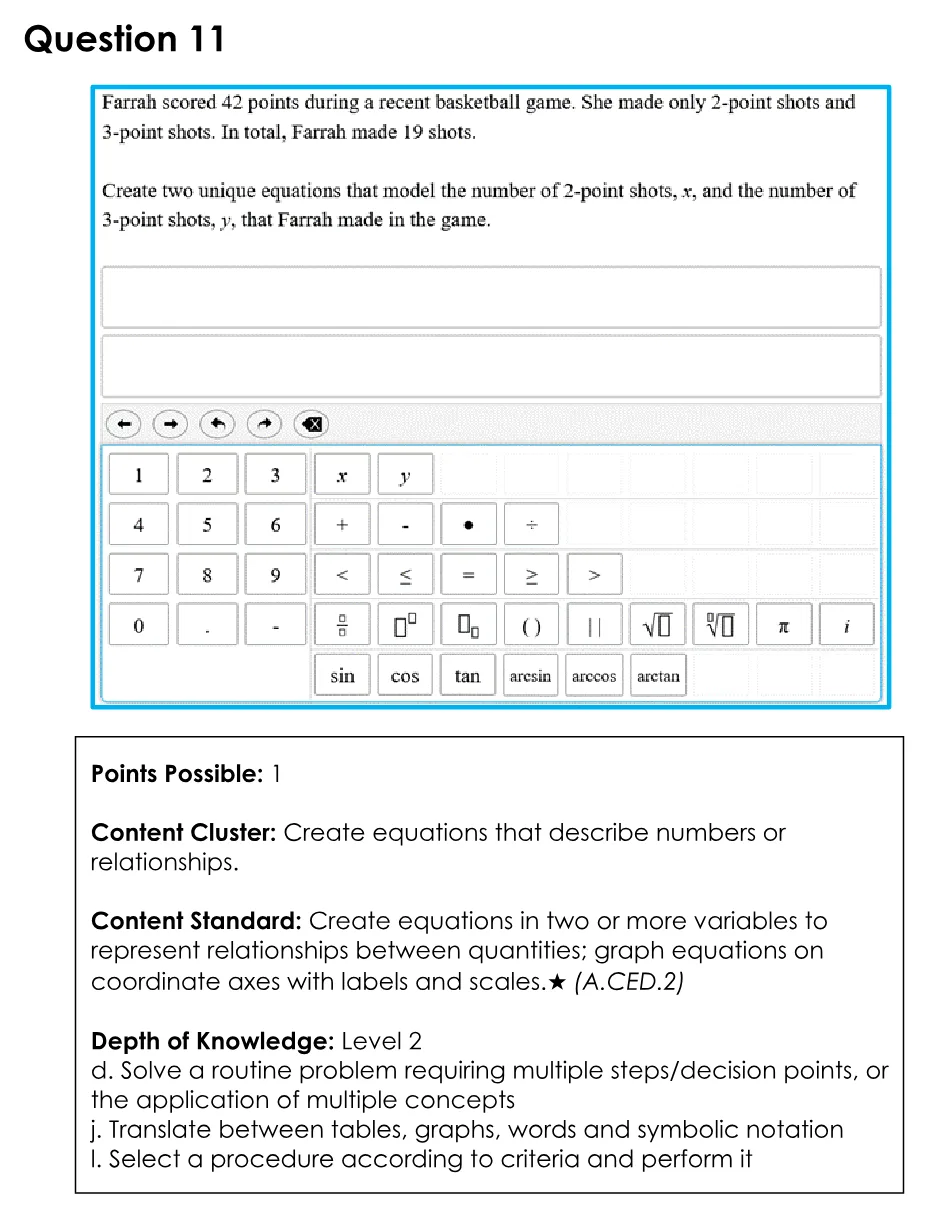 Question 11
Farrah scored 42 points during a recent basketball game. She made only 2-point shots and
3-point shots. In total, Farrah made 19 shots.
Create two unique equations that model the number of 2-point shots, x, and the number of
3-point shots, y, that Farrah made in the game.
1 2 3 x y
4 5 6 + - • ÷
7 8 9 < ≤ = ≥ >
0 . - ▯/▯ ▯^▯ ▯_▯ ( ) | | √▯ ▯√▯ π i
sin cos tan arcsin arccos arctan
Points Possible: 1
Content Cluster: Create equations that describe numbers or
relationships.
Content Standard: Create equations in two or more variables to
represent relationships between quantities; graph equations on
coordinate axes with labels and scales.★ (A.CED.2)
Depth of Knowledge: Level 2
d. Solve a routine problem requiring multiple steps/decision points, or
the application of multiple concepts
j. Translate between tables, graphs, words and symbolic notation
l. Select a procedure according to criteria and perform it